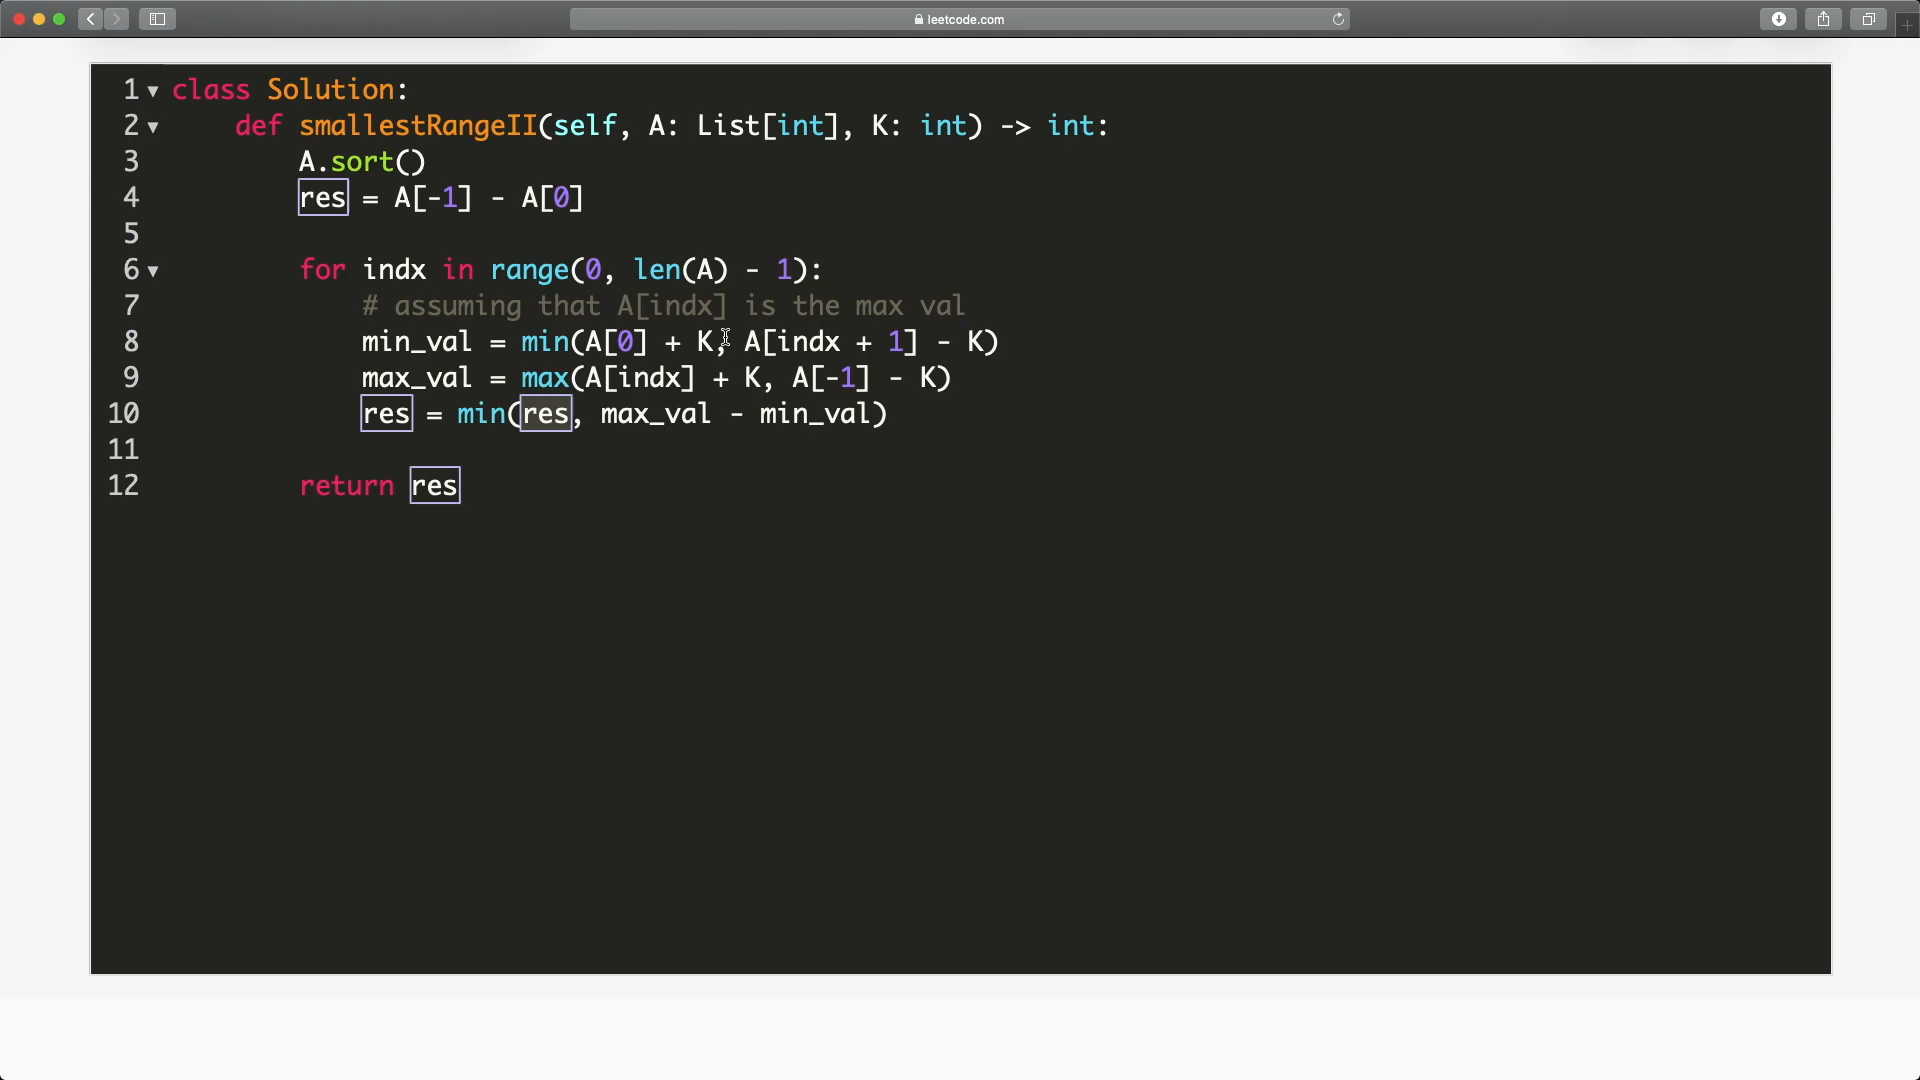 leetcode.com
1 class Solution:
2 def smallestRangeII(self, A: List[int], K: int) -> int:
3 A.sort()
4 res = A[-1] - A[0]
5
6 for indx in range(0, len(A) - 1):
7 # assuming that A[indx] is the max val
8 min_val = min(A[0] + K, A[indx + 1] - K)
9 max_val = max(A[indx] + K, A[-1] - K)
10 res = min(res, max_val - min_val)
11
12 return res